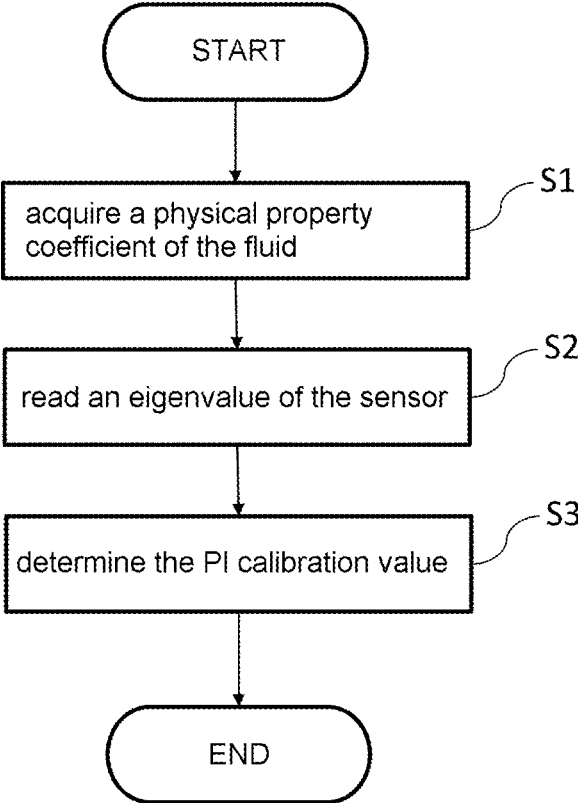 START
S1
acquire a physical property
coefficient of the fluid
S2
read an eigenvalue of the sensor
S3
determine the PI calibration value
END